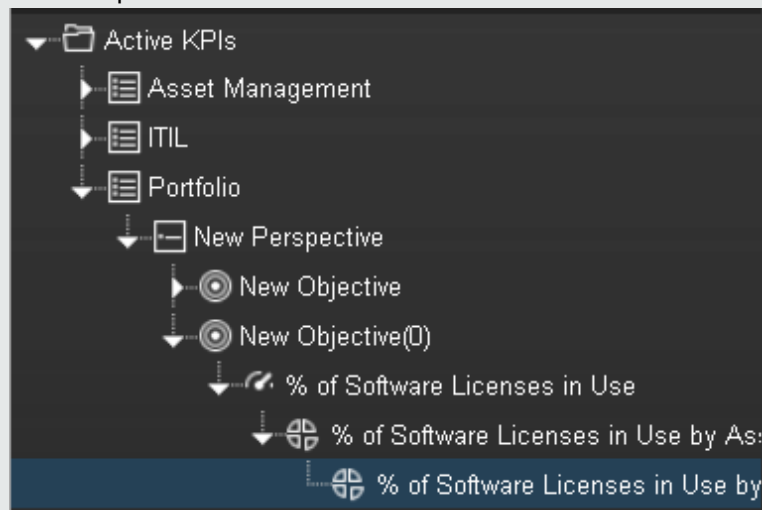 Active KPIs
Asset Management
ITIL
Portfolio
New Perspective
New Objective
New Objective(0)
% of Software Licenses in Use
% of Software Licenses in Use by
% of Software Licenses in Use by